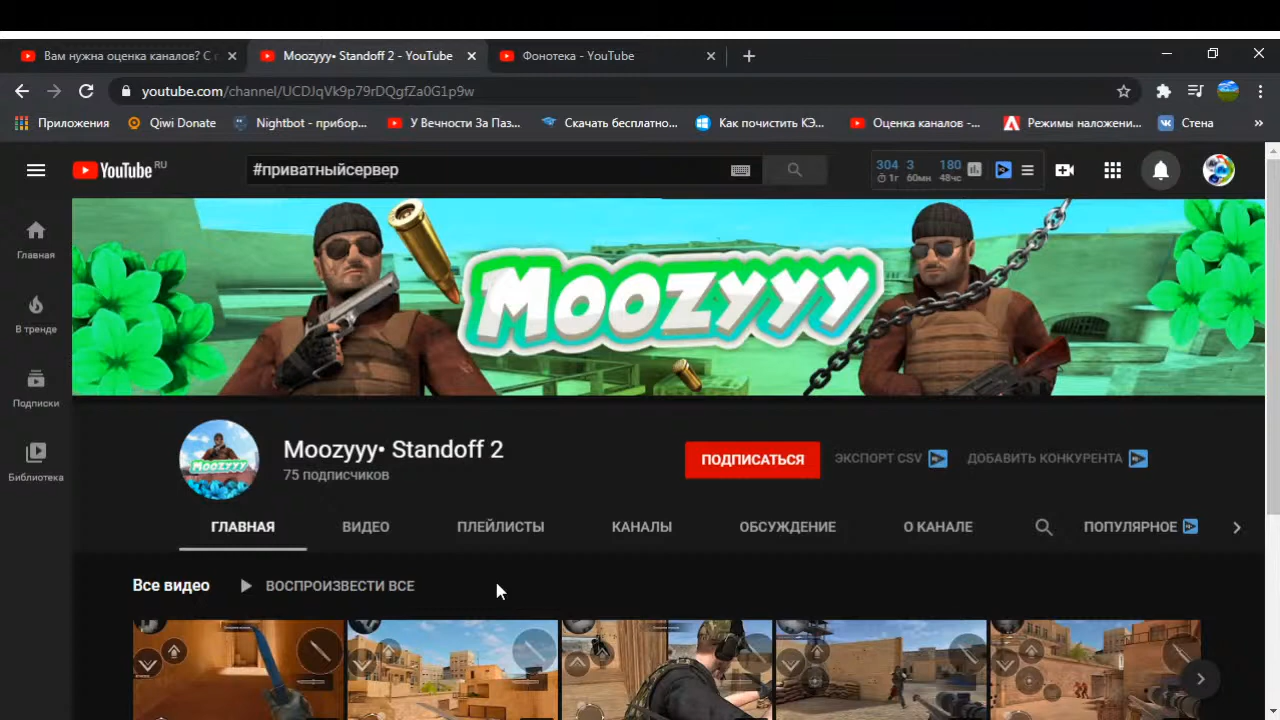 Вам нужна оценка каналов? С г
Moozyyy• Standoff 2 - YouTube
Фонотека - YouTube
youtube.com/channel/UCDJqVk9p79rDQgfZa0G1p9w
Приложения
Qiwi Donate
Nightbot - прибор...
У Вечности За Паз...
Скачать бесплатно...
Как почистить КЭ...
Оценка каналов -...
Режимы наложени...
Стена
»
YouTube RU
#приватныйсервер
304 3 180
1г 60мн 48чс
Moozyyy
Главная
В тренде
Подписки
Библиотека
MOOZYYY
Moozyyy• Standoff 2
75 подписчиков
ПОДПИСАТЬСЯ
ЭКСПОРТ CSV
ДОБАВИТЬ КОНКУРЕНТА
ГЛАВНАЯ
ВИДЕО
ПЛЕЙЛИСТЫ
КАНАЛЫ
ОБСУЖДЕНИЕ
О КАНАЛЕ
ПОПУЛЯРНОЕ
Все видео
ВОСПРОИЗВЕСТИ ВСЕ